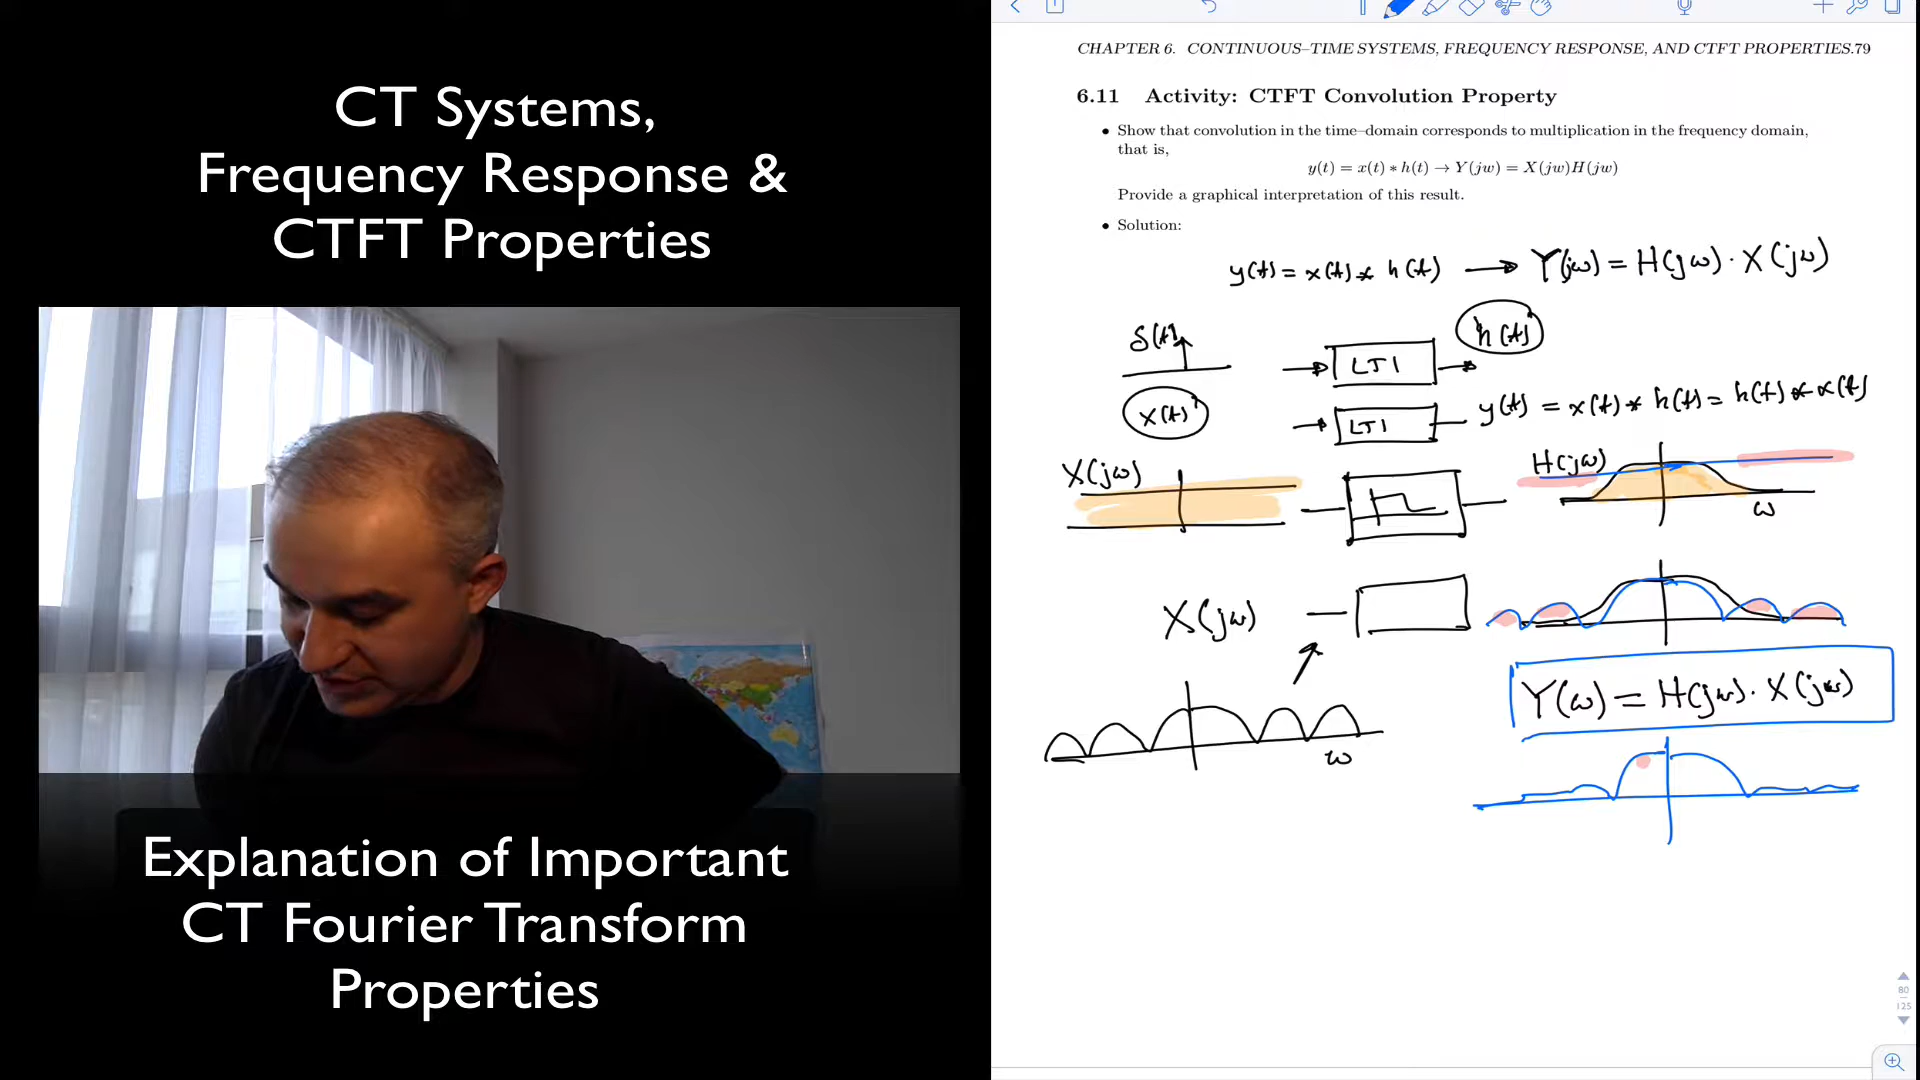 CT Systems,
Frequency Response &
CTFT Properties
Explanation of Important
CT Fourier Transform
Properties
CHAPTER 6. CONTINUOUS–TIME SYSTEMS, FREQUENCY RESPONSE, AND CTFT PROPERTIES.79
6.11 Activity: CTFT Convolution Property
• Show that convolution in the time–domain corresponds to multiplication in the frequency domain,
that is,
y(t) = x(t) ∗ h(t) → Y(jw) = X(jw)H(jw)
Provide a graphical interpretation of this result.
• Solution:
y(t) = x(t) * h(t) → Y(jω) = H(jω) · X(jω)
δ(t) → LTI → h(t)
x(t) → LTI y(t) = x(t) * h(t) = h(t) * x(t)
X(jω) H(jω)
ω
X(jω)
Y(ω) = H(jω) · X(jω)
ω
80
125